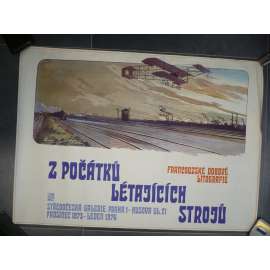 FRANCOUZSKÉ DOBOVÉ
LITOGRAFIE
Z POČÁTKŮ
LÉTAJÍCÍCH
STROJŮ
STŘEDOČESKÁ GALERIE PRAHA 1 - HUSOVA UL. 21
PROSINEC 1975 - LEDEN 1976